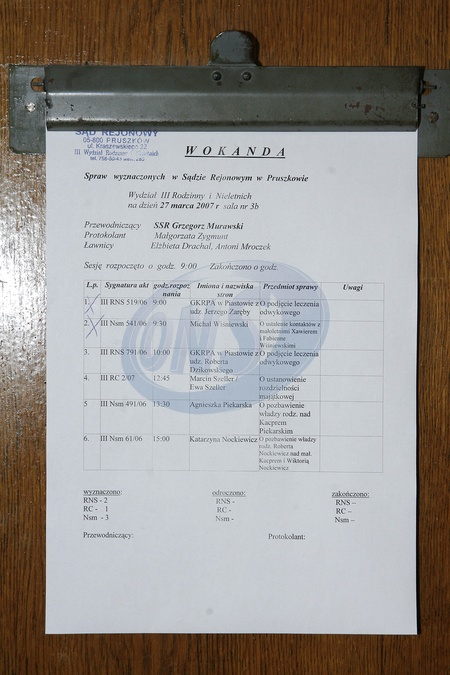 SĄD REJONOWY
05-800 PRUSZKÓW
ul. Kraszewskiego 22
III Wydział Rodzinny i Nieletnich
W O K A N D A
Spraw wyznaczonych w Sądzie Rejonowym w Pruszkowie
Wydział III Rodzinny i Nieletnich
na dzień 27 marca 2007 r sala nr 3b
Przewodniczący SSR Grzegorz Murawski
Protokolant Małgorzata Zygmunt
Ławnicy Elżbieta Drachal, Antoni Mroczek
Sesję rozpoczęto o godz. 9:00 Zakończono o godz.
L.p. Sygnatura akt godz.rozpoz Imiona i nazwiska Przedmiot sprawy Uwagi
nania stron
1. III RNS 519/06 9:00 GKRPA w Piastowie z O podjęcie leczenia
udz. Jerzego Zaręby odwykowego
2. III Nsm 541/06 9:30 Michał Wiśniewski O ustalenie kontaktów z
małoletnimi Xawierem
i Fabienne
Wiśniewskimi
3. III RNS 791/06 10:00 GKRPA w Piastowie z O podjęcie leczenia
udz. Roberta odwykowego
Dzikowskiego
4. III RC 2/07 12:45 Marcin Szeller / O ustanowienie
Ewa Szeller rozdzielności
majątkowej
5 III Nsm 491/06 13:30 Agnieszka Piekarska O pozbawienie
władzy rodz. nad
Kacprem
Piekarskim
6. III Nsm 61/06 15:00 Katarzyna Nockiewicz O pozbawienie władzy
rodz. Roberta
Nockiewicz nad mał.
Kacprem i Wiktorią
Nockiewicz
wyznaczono: odroczono: zakończono:
RNS - 2 RNS - RNS –
RC - 1 RC - RC –
Nsm - 3 Nsm - Nsm –
Przewodniczący: Protokolant: